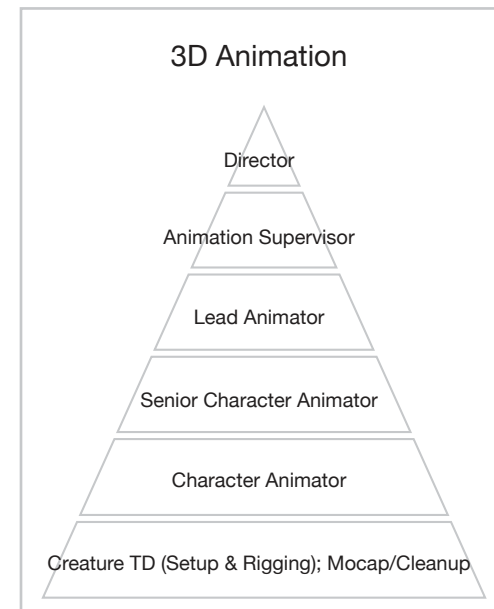 3D Animation
Director
Animation Supervisor
Lead Animator
Senior Character Animator
Character Animator
Creature TD (Setup & Rigging); Mocap/Cleanup